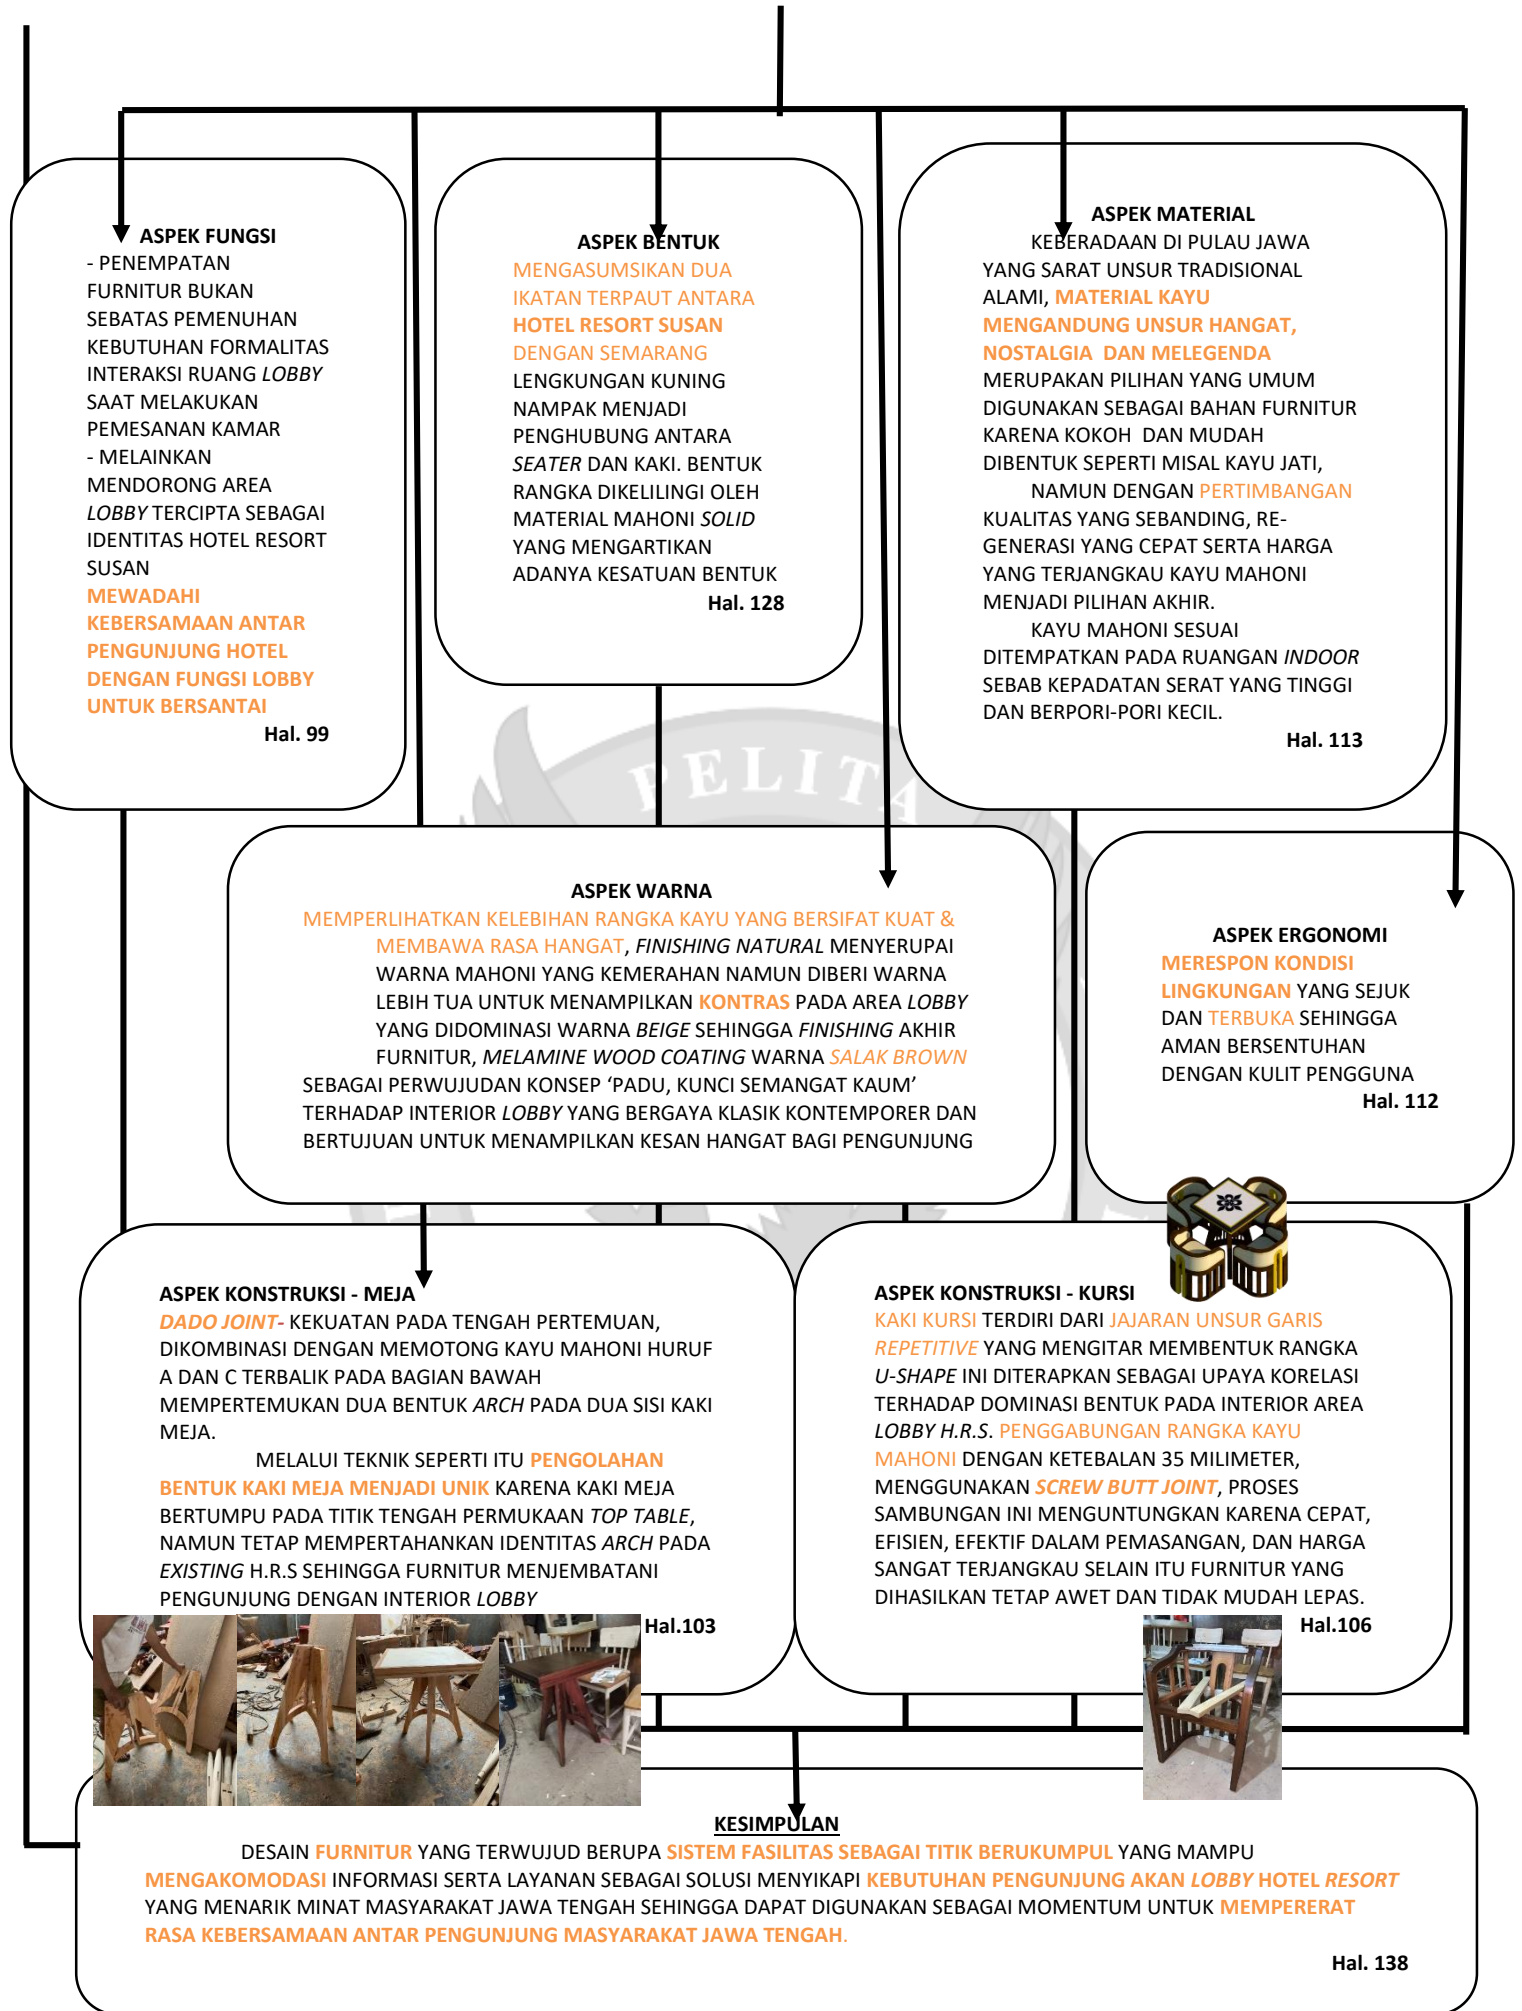 ASPEK FUNGSI
- PENEMPATAN
FURNITUR BUKAN
SEBATAS PEMENUHAN
KEBUTUHAN FORMALITAS
INTERAKSI RUANG LOBBY
SAAT MELAKUKAN
PEMESANAN KAMAR
- MELAINKAN
MENDORONG AREA
LOBBY TERCIPTA SEBAGAI
IDENTITAS HOTEL RESORT
SUSAN
MEWADAHI
KEBERSAMAAN ANTAR
PENGUNJUNG HOTEL
DENGAN FUNGSI LOBBY
UNTUK BERSANTAI
Hal. 99
ASPEK BENTUK
MENGASUMSIKAN DUA
IKATAN TERPAUT ANTARA
HOTEL RESORT SUSAN
DENGAN SEMARANG
LENGKUNGAN KUNING
NAMPAK MENJADI
PENGHUBUNG ANTARA
SEATER DAN KAKI. BENTUK
RANGKA DIKELILINGI OLEH
MATERIAL MAHONI SOLID
YANG MENGARTIKAN
ADANYA KESATUAN BENTUK
Hal. 128
ASPEK MATERIAL
KEBERADAAN DI PULAU JAWA
YANG SARAT UNSUR TRADISIONAL
ALAMI, MATERIAL KAYU
MENGANDUNG UNSUR HANGAT,
NOSTALGIA DAN MELEGENDA
MERUPAKAN PILIHAN YANG UMUM
DIGUNAKAN SEBAGAI BAHAN FURNITUR
KARENA KOKOH DAN MUDAH
DIBENTUK SEPERTI MISAL KAYU JATI,
NAMUN DENGAN PERTIMBANGAN
KUALITAS YANG SEBANDING, RE-
GENERASI YANG CEPAT SERTA HARGA
YANG TERJANGKAU KAYU MAHONI
MENJADI PILIHAN AKHIR.
KAYU MAHONI SESUAI
DITEMPATKAN PADA RUANGAN INDOOR
SEBAB KEPADATAN SERAT YANG TINGGI
DAN BERPORI-PORI KECIL.
Hal. 113
PELITA
ASPEK WARNA
MEMPERLIHATKAN KELEBIHAN RANGKA KAYU YANG BERSIFAT KUAT &
MEMBAWA RASA HANGAT, FINISHING NATURAL MENYERUPAI
WARNA MAHONI YANG KEMERAHAN NAMUN DIBERI WARNA
LEBIH TUA UNTUK MENAMPILKAN KONTRAS PADA AREA LOBBY
YANG DIDOMINASI WARNA BEIGE SEHINGGA FINISHING AKHIR
FURNITUR, MELAMINE WOOD COATING WARNA SALAK BROWN
SEBAGAI PERWUJUDAN KONSEP ‘PADU, KUNCI SEMANGAT KAUM’
TERHADAP INTERIOR LOBBY YANG BERGAYA KLASIK KONTEMPORER DAN
BERTUJUAN UNTUK MENAMPILKAN KESAN HANGAT BAGI PENGUNJUNG
ASPEK ERGONOMI
MERESPON KONDISI
LINGKUNGAN YANG SEJUK
DAN TERBUKA SEHINGGA
AMAN BERSENTUHAN
DENGAN KULIT PENGGUNA
Hal. 112
ASPEK KONSTRUKSI - MEJA
DADO JOINT- KEKUATAN PADA TENGAH PERTEMUAN,
DIKOMBINASI DENGAN MEMOTONG KAYU MAHONI HURUF
A DAN C TERBALIK PADA BAGIAN BAWAH
MEMPERTEMUKAN DUA BENTUK ARCH PADA DUA SISI KAKI
MEJA.
MELALUI TEKNIK SEPERTI ITU PENGOLAHAN
BENTUK KAKI MEJA MENJADI UNIK KARENA KAKI MEJA
BERTUMPU PADA TITIK TENGAH PERMUKAAN TOP TABLE,
NAMUN TETAP MEMPERTAHANKAN IDENTITAS ARCH PADA
EXISTING H.R.S SEHINGGA FURNITUR MENJEMBATANI
PENGUNJUNG DENGAN INTERIOR LOBBY
Hal.103
ASPEK KONSTRUKSI - KURSI
KAKI KURSI TERDIRI DARI JAJARAN UNSUR GARIS
REPETITIVE YANG MENGITAR MEMBENTUK RANGKA
U-SHAPE INI DITERAPKAN SEBAGAI UPAYA KORELASI
TERHADAP DOMINASI BENTUK PADA INTERIOR AREA
LOBBY H.R.S. PENGGABUNGAN RANGKA KAYU
MAHONI DENGAN KETEBALAN 35 MILIMETER,
MENGGUNAKAN SCREW BUTT JOINT, PROSES
SAMBUNGAN INI MENGUNTUNGKAN KARENA CEPAT,
EFISIEN, EFEKTIF DALAM PEMASANGAN, DAN HARGA
SANGAT TERJANGKAU SELAIN ITU FURNITUR YANG
DIHASILKAN TETAP AWET DAN TIDAK MUDAH LEPAS.
Hal.106
KESIMPULAN
DESAIN FURNITUR YANG TERWUJUD BERUPA SISTEM FASILITAS SEBAGAI TITIK BERUKUMPUL YANG MAMPU
MENGAKOMODASI INFORMASI SERTA LAYANAN SEBAGAI SOLUSI MENYIKAPI KEBUTUHAN PENGUNJUNG AKAN LOBBY HOTEL RESORT
YANG MENARIK MINAT MASYARAKAT JAWA TENGAH SEHINGGA DAPAT DIGUNAKAN SEBAGAI MOMENTUM UNTUK MEMPERERAT
RASA KEBERSAMAAN ANTAR PENGUNJUNG MASYARAKAT JAWA TENGAH.
Hal. 138